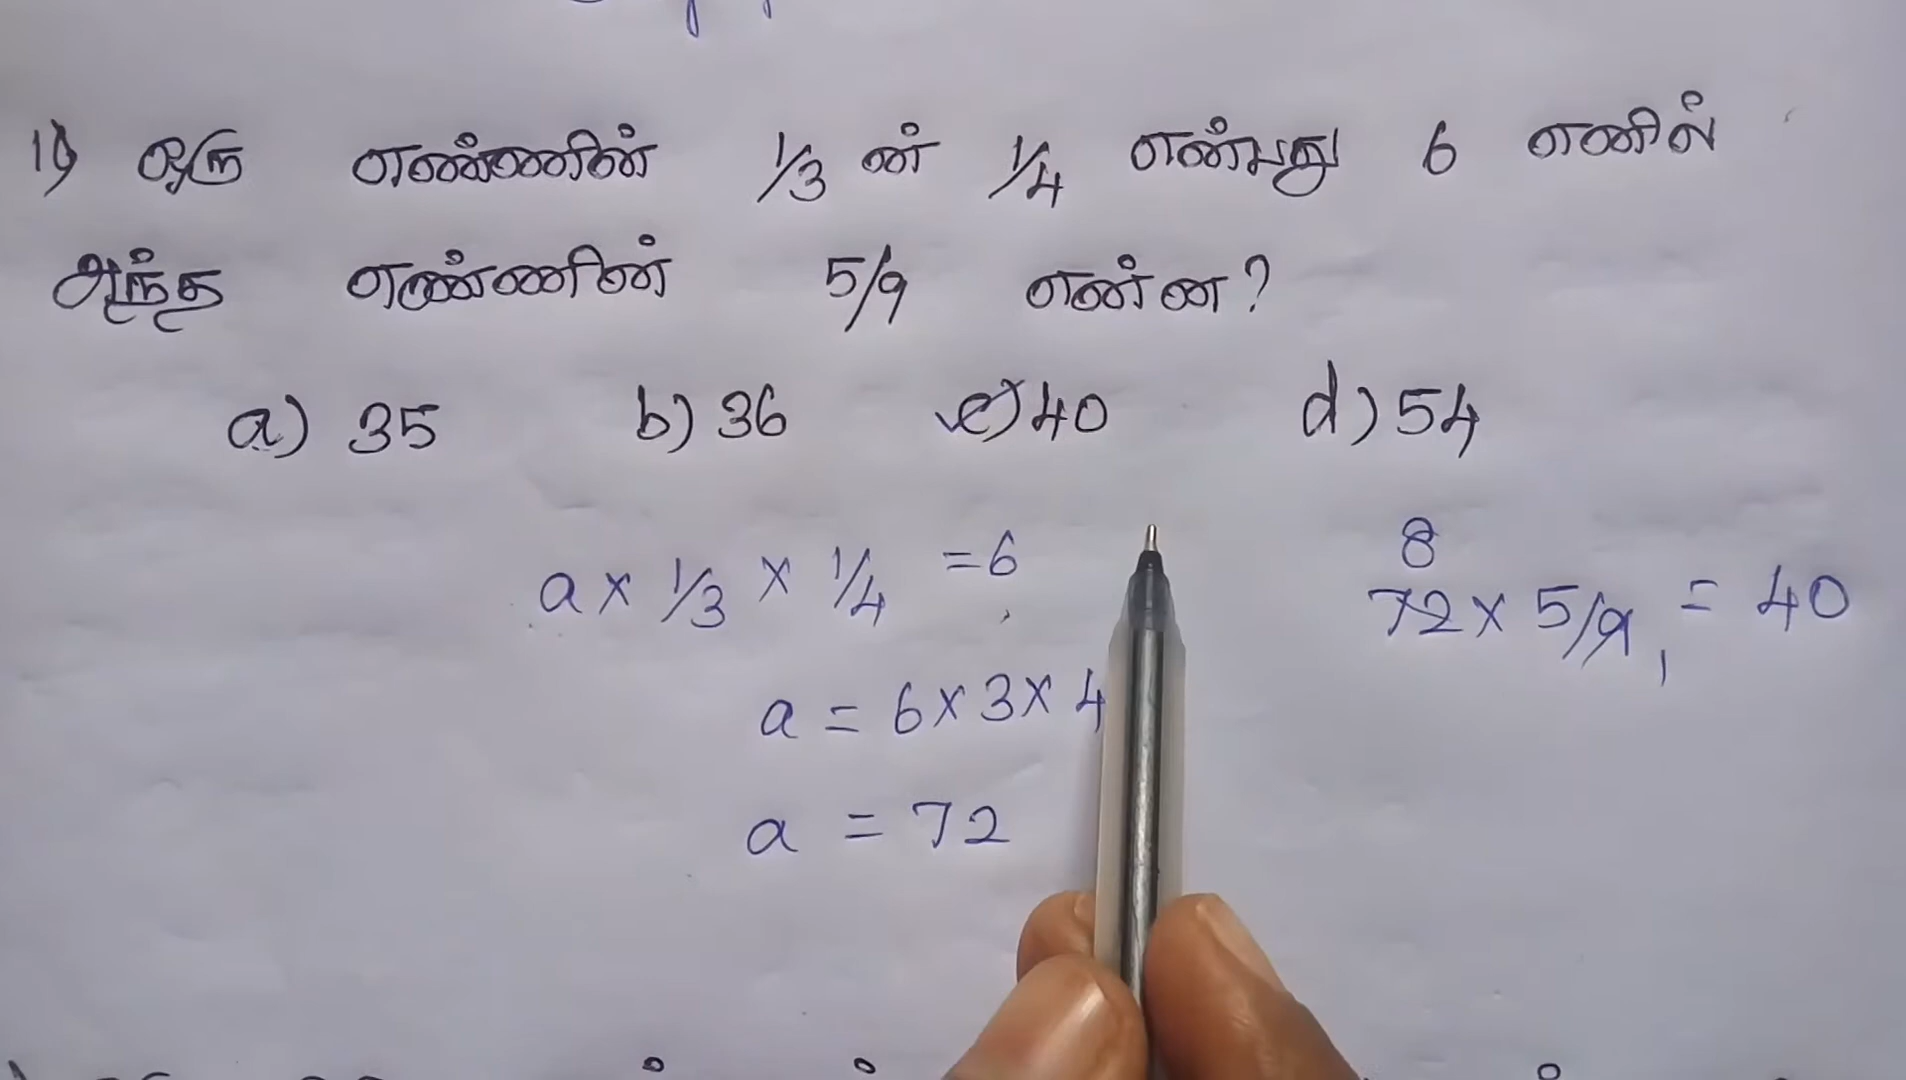 1) ஒரு எண்ணின் 1/3 ன் 1/4 என்பது 6 எனில்
அந்த எண்ணின் 5/9 என்ன?
a) 35 b) 36 c) 40 d) 54
a × 1/3 × 1/4 = 6
a = 6 × 3 × 4
a = 72
8
72 × 5/9 = 40
1